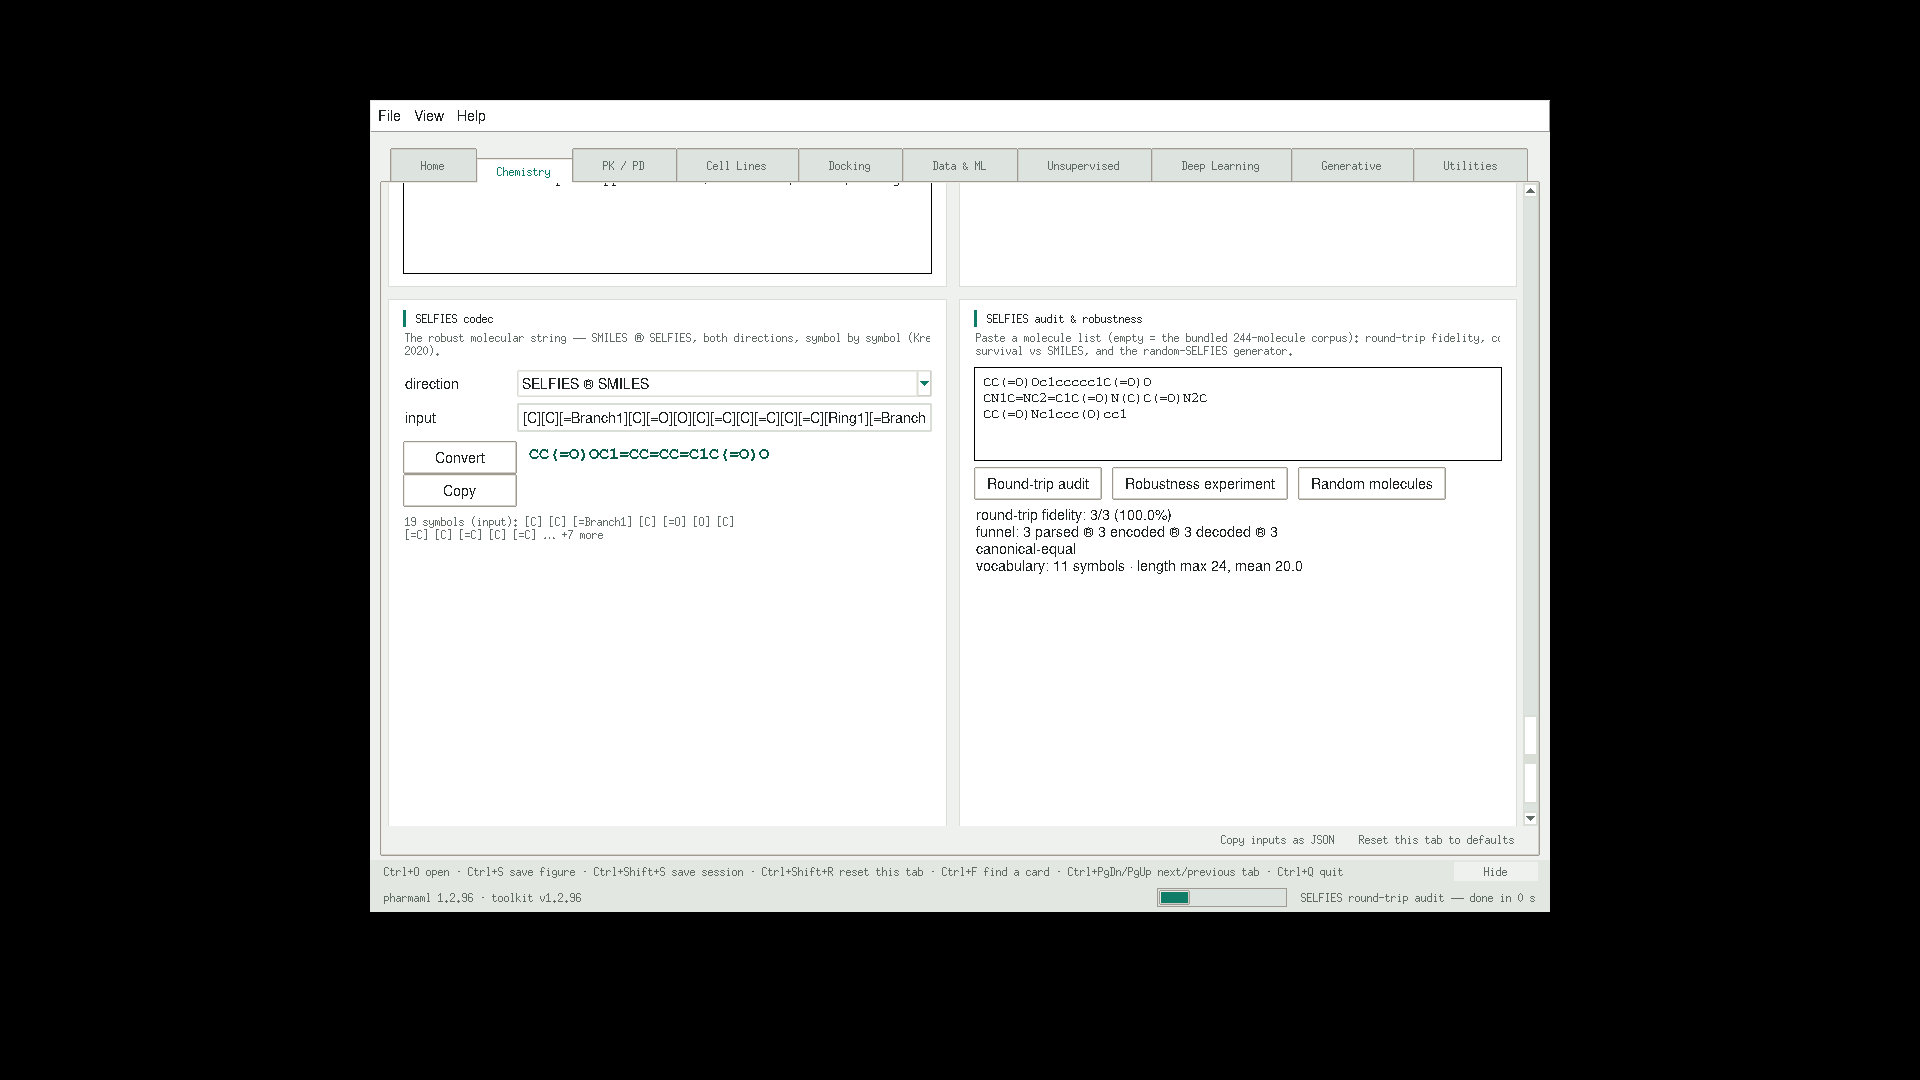 File View Help
Home Chemistry PK / PD Cell Lines Docking Data & ML Unsupervised Deep Learning Generative Utilities
SELFIES codec
The robust molecular string —— SMILES ® SELFIES, both directions, symbol by symbol (Kre
2020).
direction
SELFIES ® SMILES
input
[C][C][=Branch1][C][=O][O][C][=C][C][=C][C][=C][Ring1][=Branch
Convert
CC(=O)OC1=CC=CC=C1C(=O)O
Copy
19 symbols (input): [C] [C] [=Branch1] [C] [=O] [O] [C]
[=C] [C] [=C] [C] [=C] ... +7 more
SELFIES audit & robustness
Paste a molecule list (empty = the bundled 244-molecule corpus): round-trip fidelity, co
survival vs SMILES, and the random-SELFIES generator.
CC(=O)Oc1ccccc1C(=O)O
CN1C=NC2=C1C(=O)N(C)C(=O)N2C
CC(=O)Nc1ccc(O)cc1
Round-trip audit Robustness experiment Random molecules
round-trip fidelity: 3/3 (100.0%)
funnel: 3 parsed ® 3 encoded ® 3 decoded ® 3
canonical-equal
vocabulary: 11 symbols · length max 24, mean 20.0
Copy inputs as JSON Reset this tab to defaults
Ctrl+O open · Ctrl+S save figure · Ctrl+Shift+S save session · Ctrl+Shift+R reset this tab · Ctrl+F find a card · Ctrl+PgDn/PgUp next/previous tab · Ctrl+Q quit
Hide
pharmaml 1.2.96 · toolkit v1.2.96
SELFIES round-trip audit —— done in 0 s